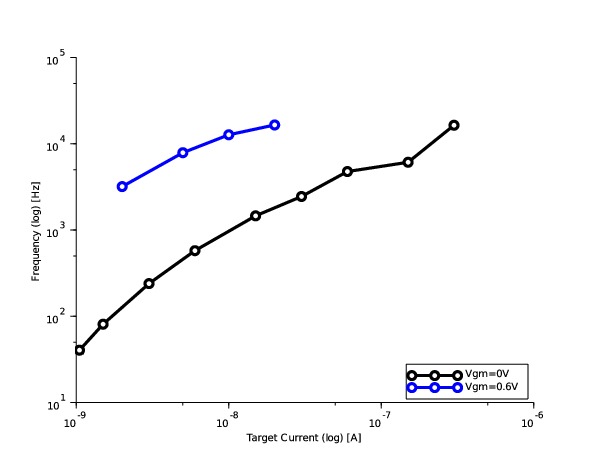 10^5
10^4
10^3
10^2
10^1
Frequency (log) [Hz]
Vgm=0V
Vgm=0.6V
10^-9
10^-8
10^-7
10^-6
Target Current (log) [A]